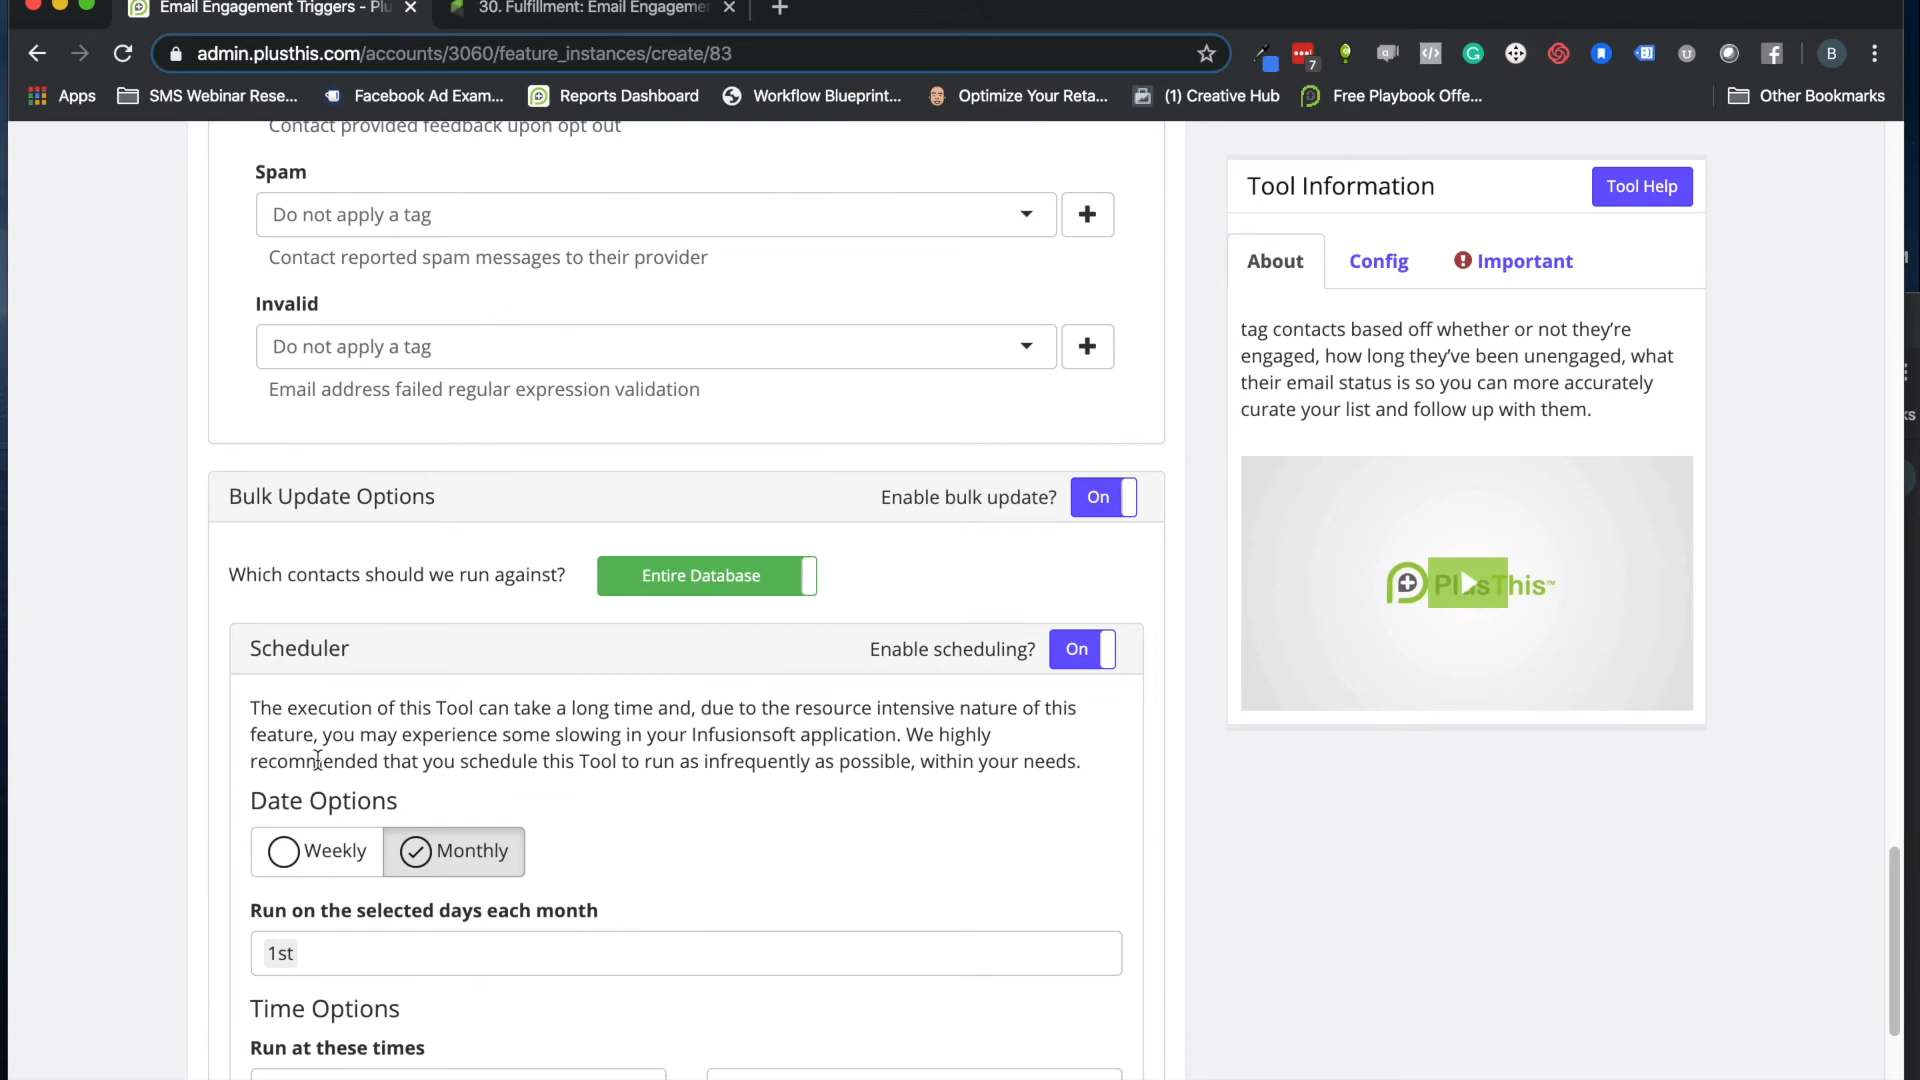 Email Engagement Triggers - Plu
30. Fulfillment: Email Engagemer
admin.plusthis.com/accounts/3060/feature_instances/create/83
7
B
Apps
SMS Webinar Rese...
Facebook Ad Exam...
Reports Dashboard
Workflow Blueprint...
Optimize Your Reta...
(1) Creative Hub
Free Playbook Offe...
Other Bookmarks
Contact provided feedback upon opt out
Spam
Do not apply a tag
Contact reported spam messages to their provider
Invalid
Do not apply a tag
Email address failed regular expression validation
Bulk Update Options
Enable bulk update?
On
Which contacts should we run against?
Entire Database
Scheduler
Enable scheduling?
On
The execution of this Tool can take a long time and, due to the resource intensive nature of this
feature, you may experience some slowing in your Infusionsoft application. We highly
recommended that you schedule this Tool to run as infrequently as possible, within your needs.
Date Options
Weekly
Monthly
Run on the selected days each month
1st
Time Options
Run at these times
Tool Information
Tool Help
About
Config
Important
tag contacts based off whether or not they're
engaged, how long they've been unengaged, what
their email status is so you can more accurately
curate your list and follow up with them.
PlusThis™
ks